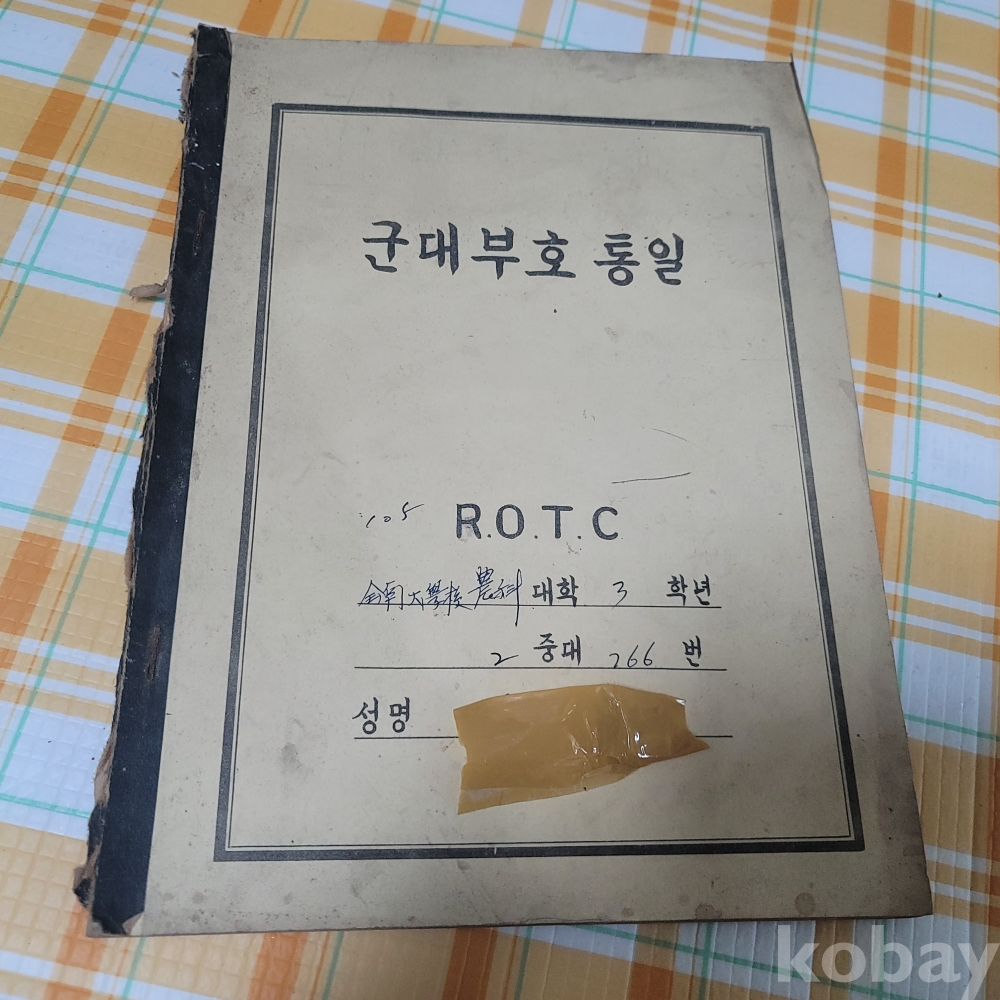 군대부호 통일
105 R.O.T.C
全南大學校 農科 대학 3 학년
2 중대 266 번
성명
kobay